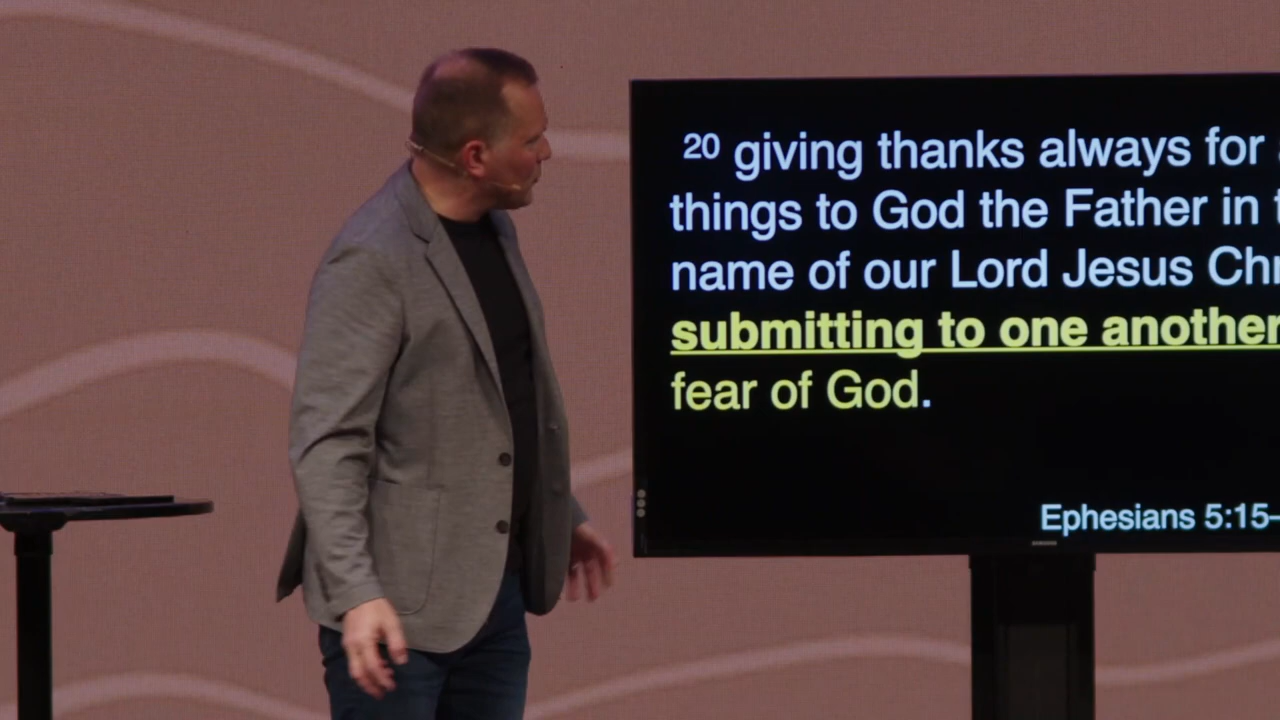 20 giving thanks always for
things to God the Father in
name of our Lord Jesus
submitting to one another
fear of God.
Ephesians 5:15–
SAMSUNG